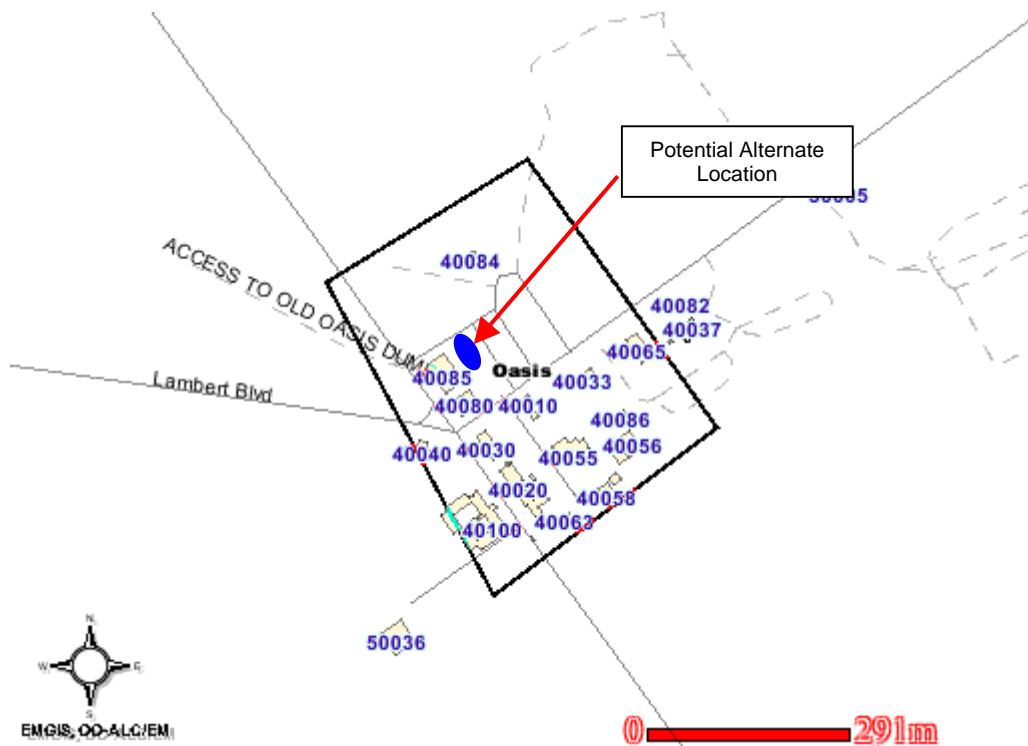 Potential Alternate
Location
40084
ACCESS TO OLD OASIS DUM
40082
40037
40065
Oasis
40085
40033
Lambert Blvd
40080
40010
40086
40056
40040
40030
40055
40020
40058
40063
40100
50036
N
W
E
S
EMGIS, OO-ALC/EM
0
291m